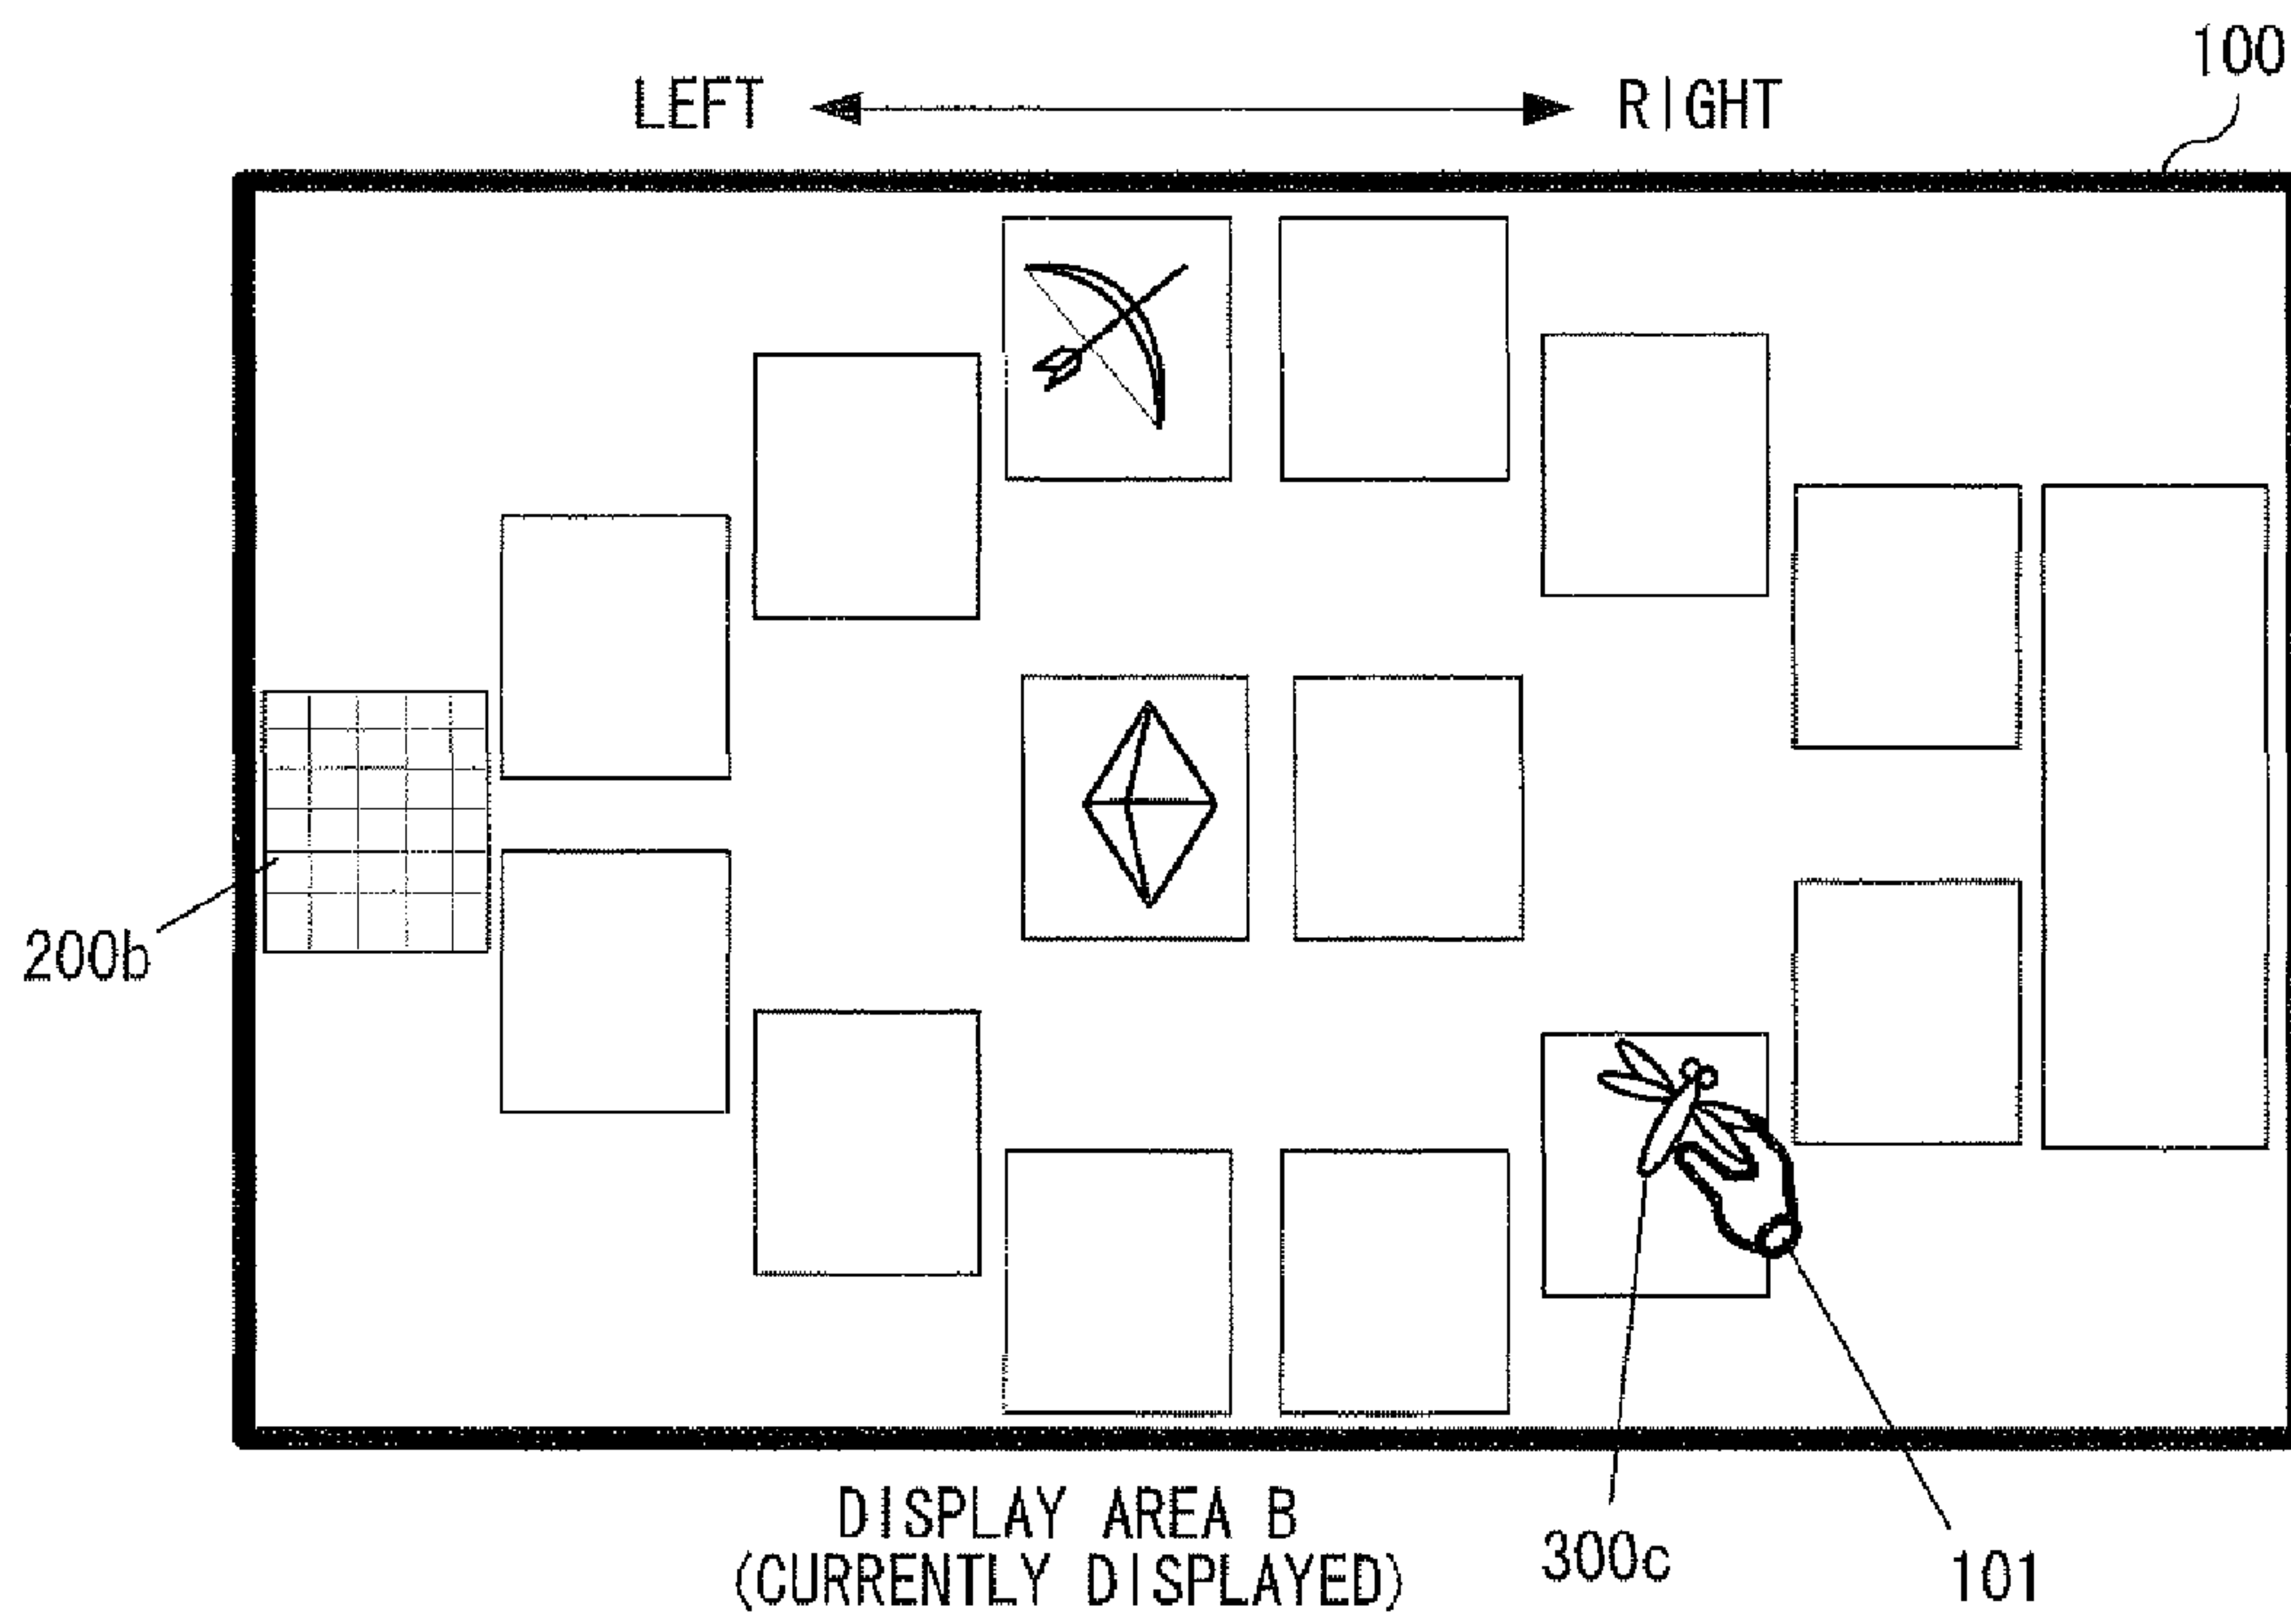 100
LEFT RIGHT
200b
DISPLAY AREA B
(CURRENTLY DISPLAYED)
300c
101